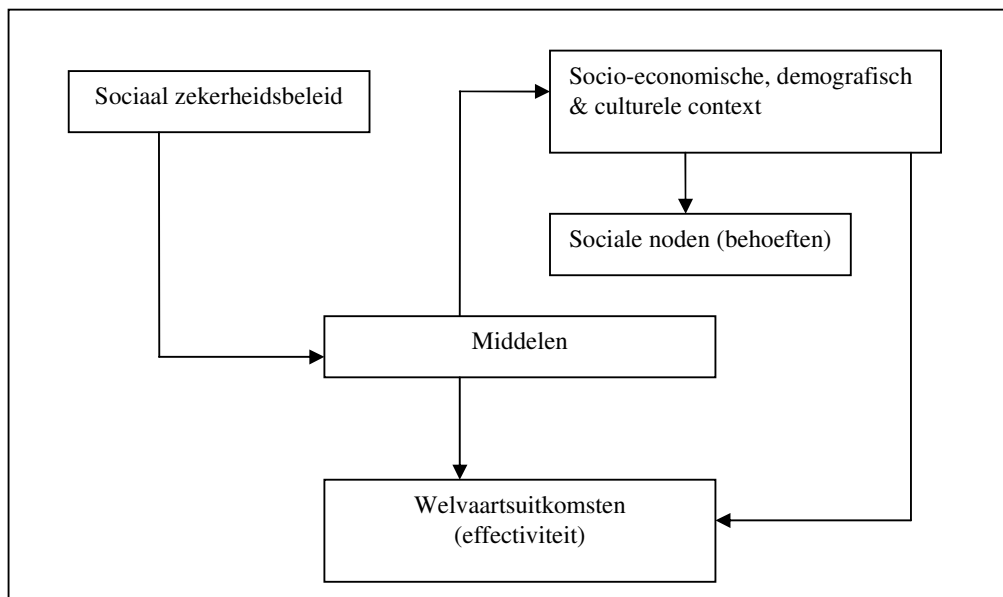 Sociaal zekerheidsbeleid
Socio-economische, demografisch
& culturele context
Sociale noden (behoeften)
Middelen
Welvaartsuitkomsten
(effectiviteit)